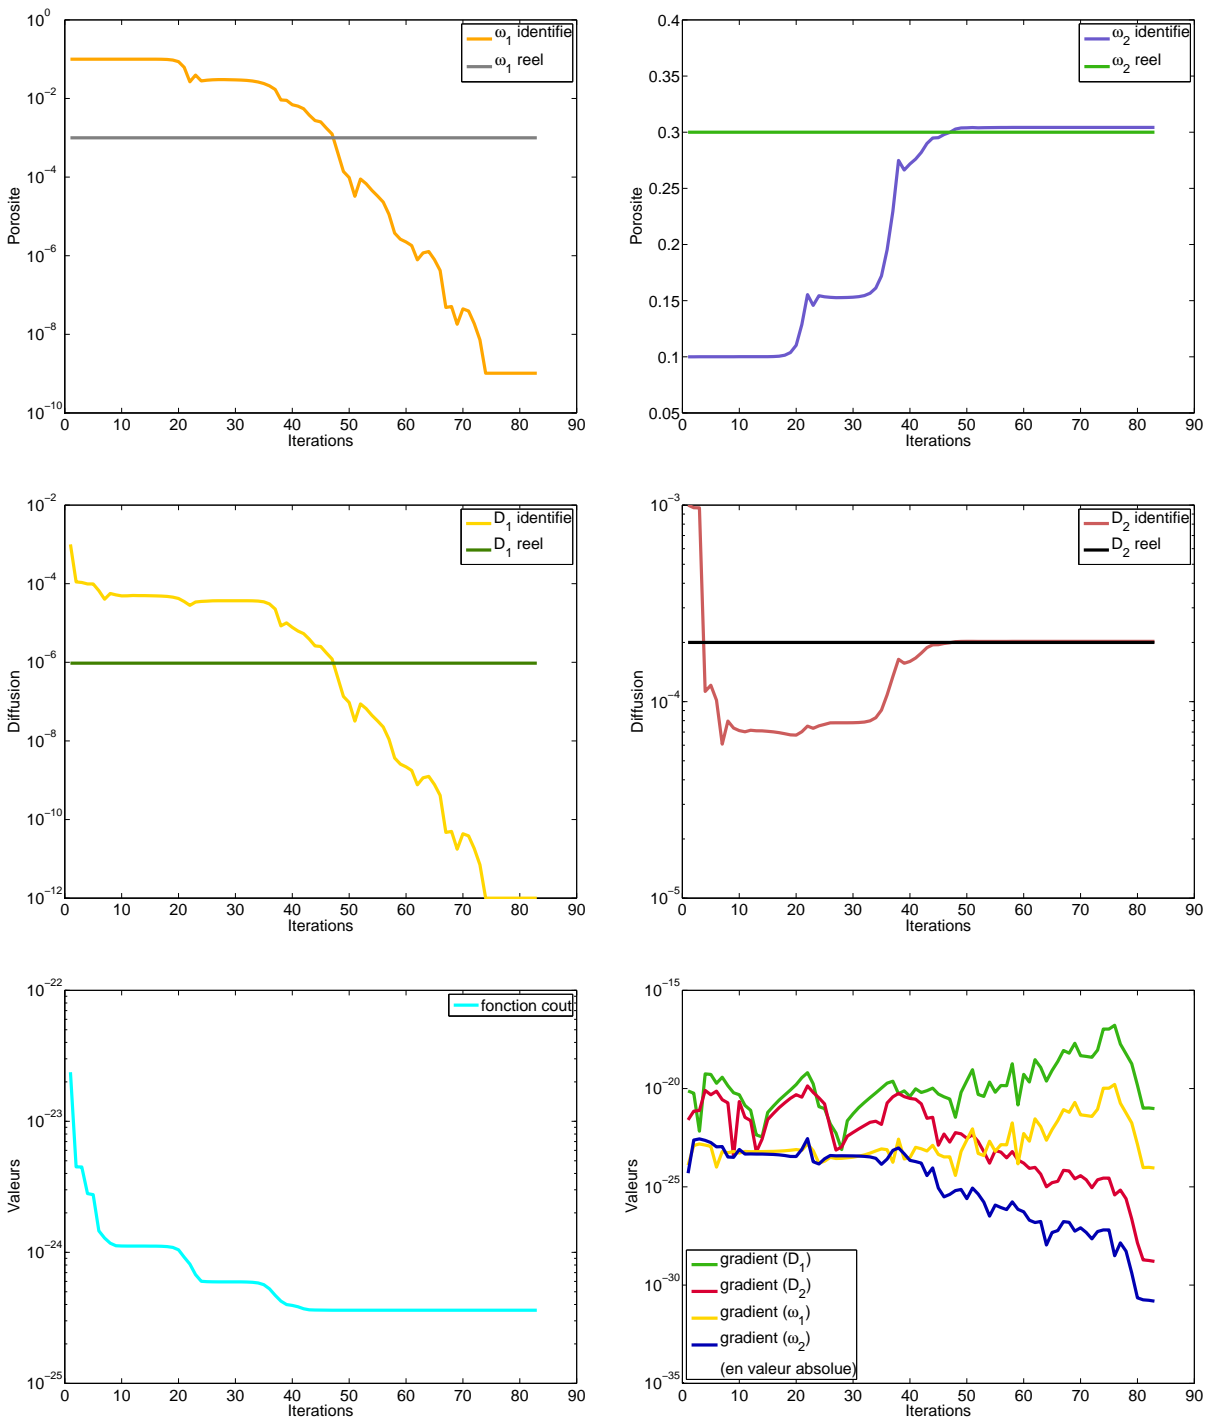 ω1 identifie
ω1 reel
10^0
10^−2
10^−4
10^−6
10^−8
10^−10
Porosite
0 10 20 30 40 50 60 70 80 90
Iterations
ω2 identifie
ω2 reel
0.4
0.35
0.3
0.25
0.2
0.15
0.1
0.05
Porosite
0 10 20 30 40 50 60 70 80 90
Iterations
D1 identifie
D1 reel
10^−2
10^−4
10^−6
10^−8
10^−10
10^−12
Diffusion
0 10 20 30 40 50 60 70 80 90
Iterations
D2 identifie
D2 reel
10^−3
10^−4
10^−5
Diffusion
0 10 20 30 40 50 60 70 80 90
Iterations
fonction cout
10^−22
10^−23
10^−24
10^−25
Valeurs
0 10 20 30 40 50 60 70 80 90
Iterations
10^−15
10^−20
10^−25
10^−30
10^−35
Valeurs
gradient (D1)
gradient (D2)
gradient (ω1)
gradient (ω2)
(en valeur absolue)
0 10 20 30 40 50 60 70 80 90
Iterations